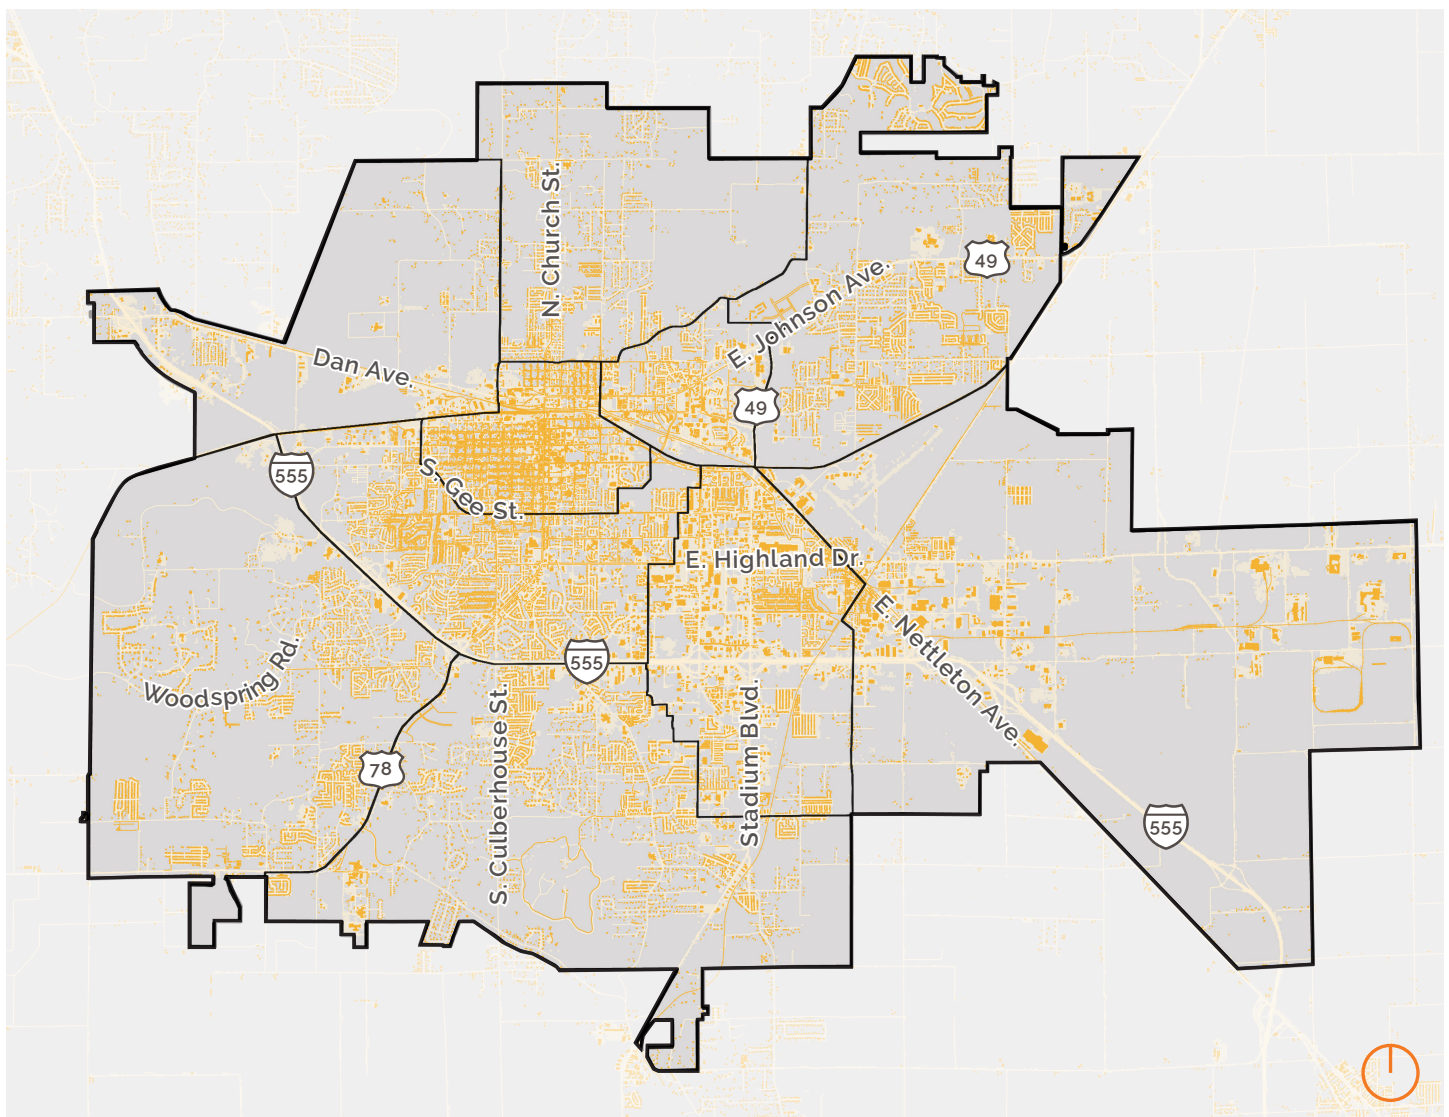 N. Church St.
49
E. Johnson Ave.
Dan Ave.
49
555
S. Gee St.
E. Highland Dr.
E. Nettleton Ave.
555
Woodspring Rd.
S. Culberhouse St.
Stadium Blvd.
78
555